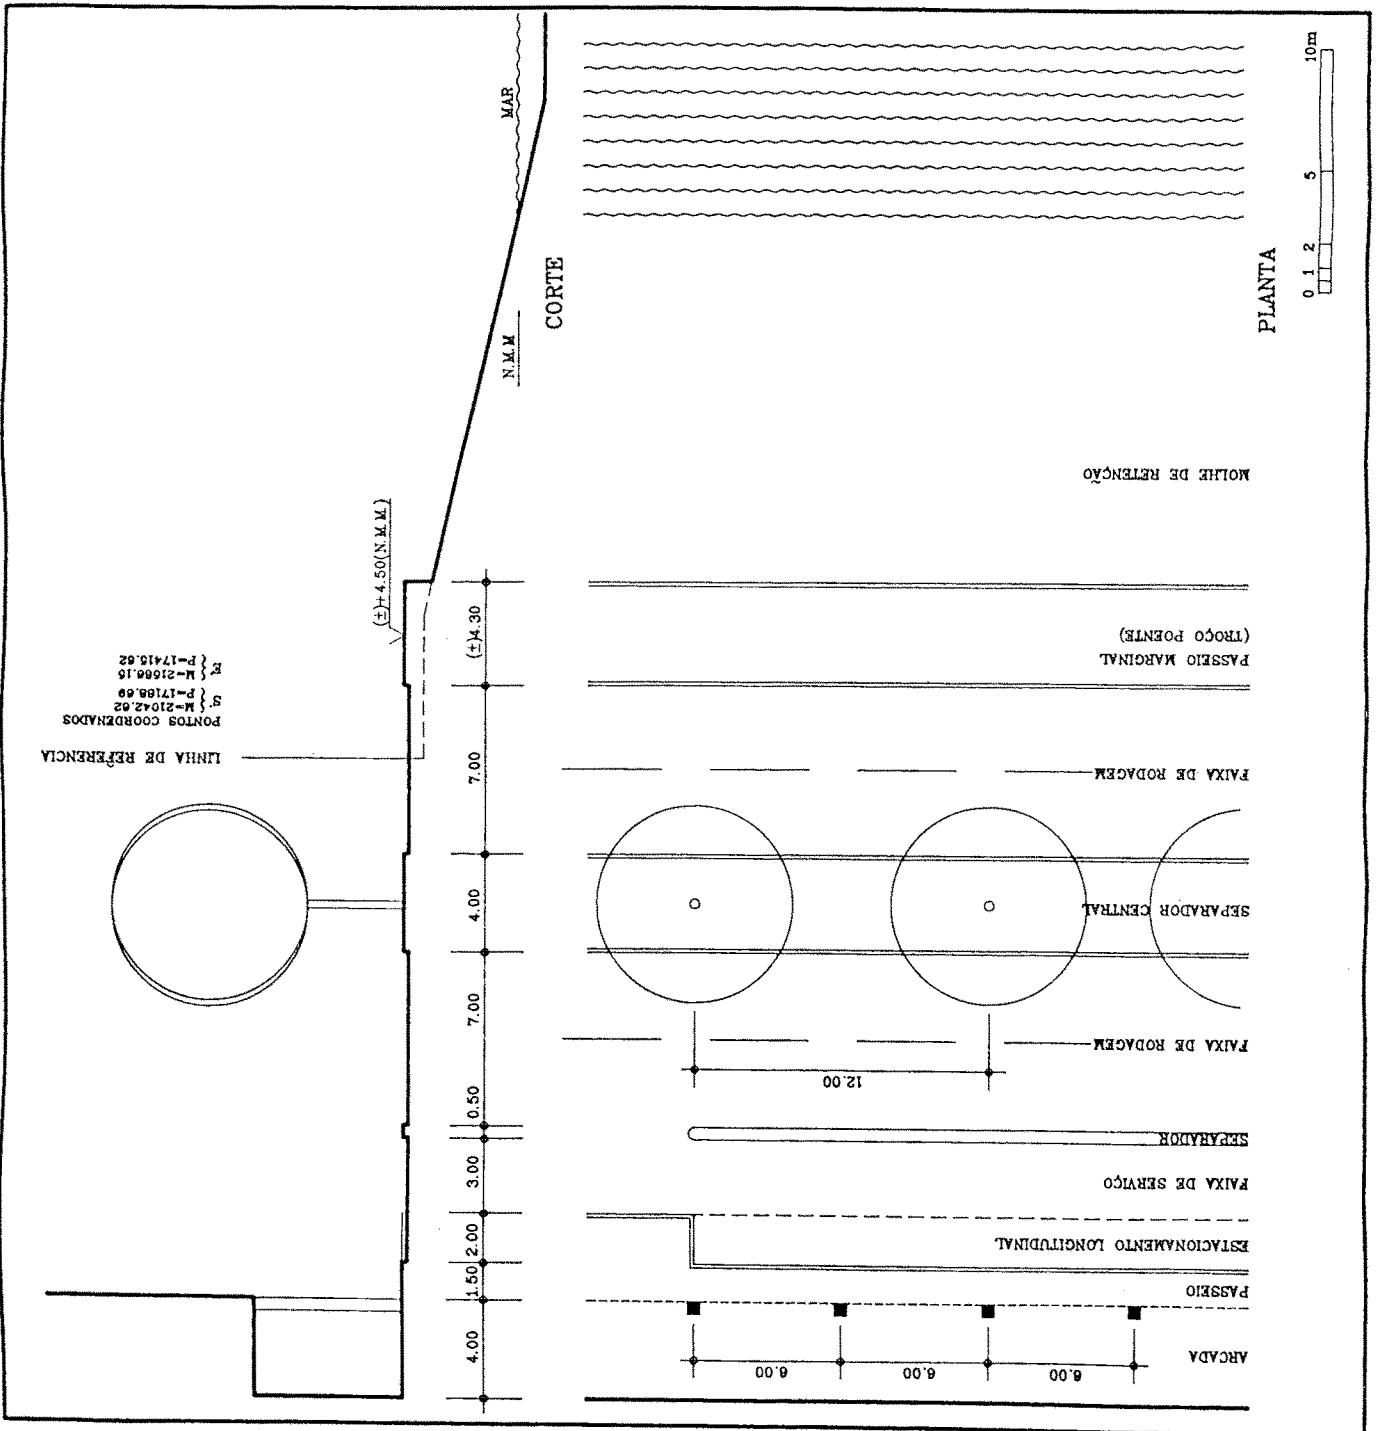 MAR
N.M.M
CORTE
PLANTA
0 1 2 5 10m
(±)+4.50(N.M.M.)
LINHA DE REFERÊNCIA
PONTOS COORDENADOS
S' { M=21042.62
P=17188.69
E' { M=21566.15
P=17415.62
(±)4.30
7.00
4.00
7.00
0.50
3.00
2.00
1.50
4.00
MOLHE DE RETENÇÃO
PASSEIO MARGINAL
(TROÇO POENTE)
FAIXA DE RODAGEM
SEPARADOR CENTRAL
FAIXA DE RODAGEM
12.00
SEPARADOR
FAIXA DE SERVIÇO
ESTACIONAMENTO LONGITUDINAL
PASSEIO
ARCADA
6.00
6.00
6.00